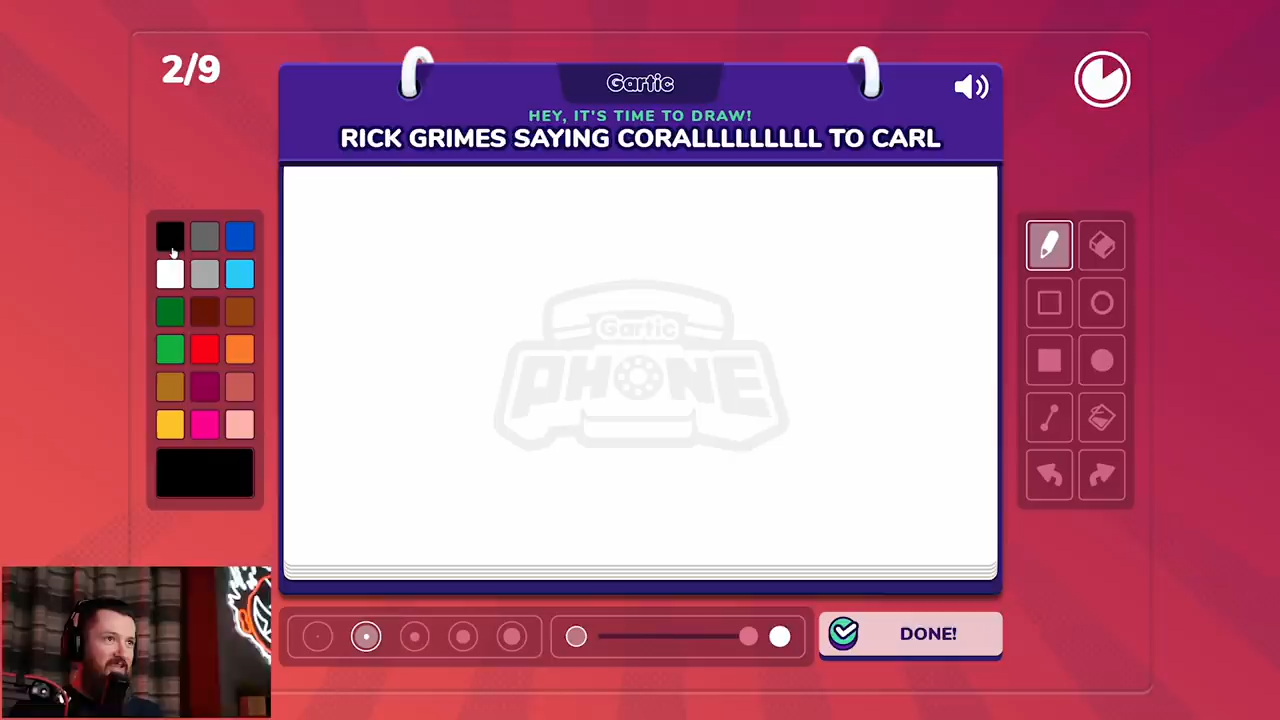 2/9
Gartic
HEY, IT'S TIME TO DRAW!
RICK GRIMES SAYING CORALLLLLLLLL TO CARL
Gartic
PHONE
DONE!